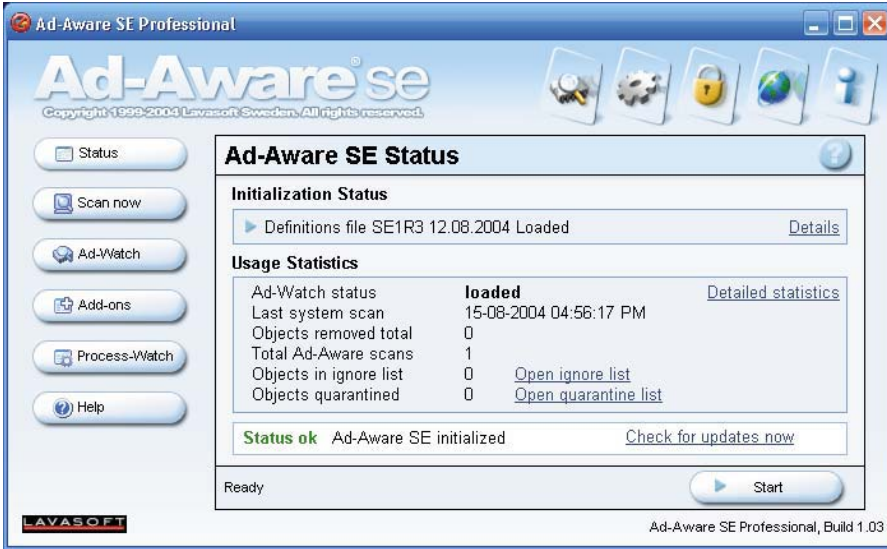 Ad-Aware SE Professional
Ad-Aware® se
Copyright 1999-2004 Lavasoft Sweden. All rights reserved.
Status
Scan now
Ad-Watch
Add-ons
Process-Watch
Help
Ad-Aware SE Status
Initialization Status
Definitions file SE1R3 12.08.2004 Loaded Details
Usage Statistics
Ad-Watch status loaded Detailed statistics
Last system scan 15-08-2004 04:56:17 PM
Objects removed total 0
Total Ad-Aware scans 1
Objects in ignore list 0 Open ignore list
Objects quarantined 0 Open quarantine list
Status ok Ad-Aware SE initialized Check for updates now
Ready Start
LAVASOFT
Ad-Aware SE Professional, Build 1.03